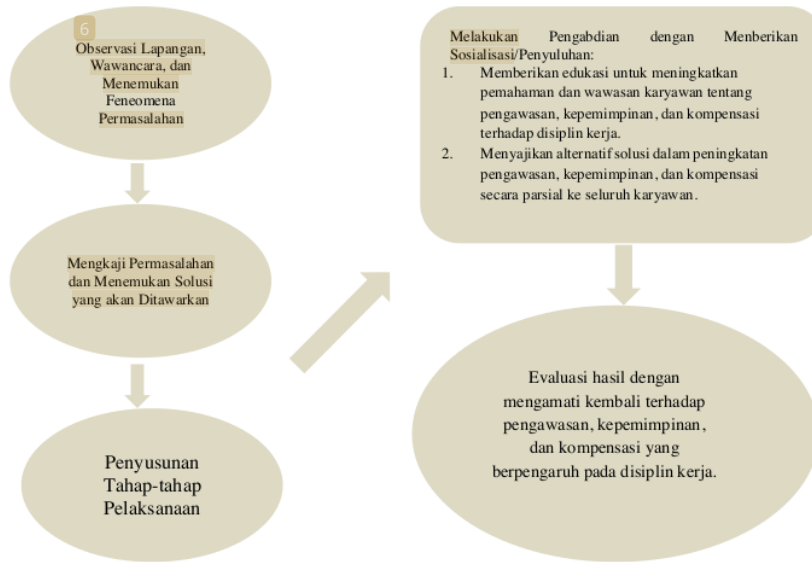 6
Observasi Lapangan,
Wawancara, dan
Menemukan
Feneomena
Permasalahan
Mengkaji Permasalahan
dan Menemukan Solusi
yang akan Ditawarkan
Penyusunan
Tahap-tahap
Pelaksanaan
Melakukan Pengabdian dengan Menberikan
Sosialisasi/Penyuluhan:
1. Memberikan edukasi untuk meningkatkan
pemahaman dan wawasan karyawan tentang
pengawasan, kepemimpinan, dan kompensasi
terhadap disiplin kerja.
2. Menyajikan alternatif solusi dalam peningkatan
pengawasan, kepemimpinan, dan kompensasi
secara parsial ke seluruh karyawan.
Evaluasi hasil dengan
mengamati kembali terhadap
pengawasan, kepemimpinan,
dan kompensasi yang
berpengaruh pada disiplin kerja.